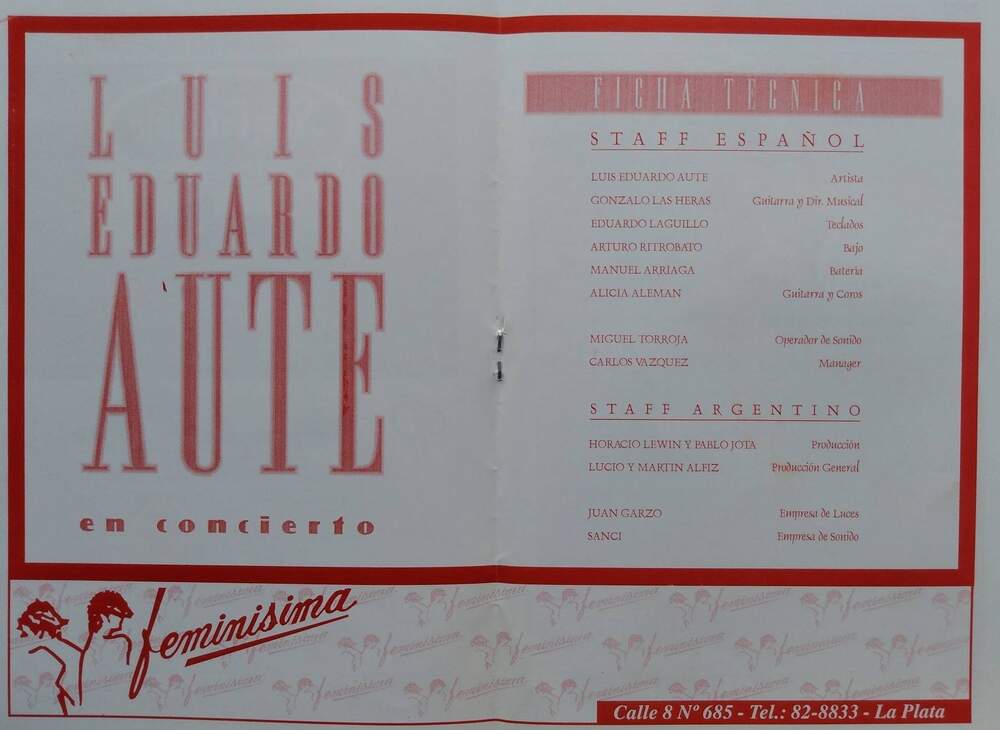 LUIS
EDUARDO
AUTE
en concierto
FICHA TECNICA
STAFF ESPAÑOL
LUIS EDUARDO AUTE Artista
GONZALO LAS HERAS Guitarra y Dir. Musical
EDUARDO LAGUILLO Teclados
ARTURO RITROBATO Bajo
MANUEL ARRIAGA Bateria
ALICIA ALEMAN Guitarra y Coros
MIGUEL TORROJA Operador de Sonido
CARLOS VAZQUEZ Manager
STAFF ARGENTINO
HORACIO LEWIN Y PABLO JOTA Producción
LUCIO Y MARTIN ALFIZ Producción General
JUAN GARZO Empresa de Luces
SANCI Empresa de Sonido
feminisima
Calle 8 Nº 685 - Tel.: 82-8833 - La Plata